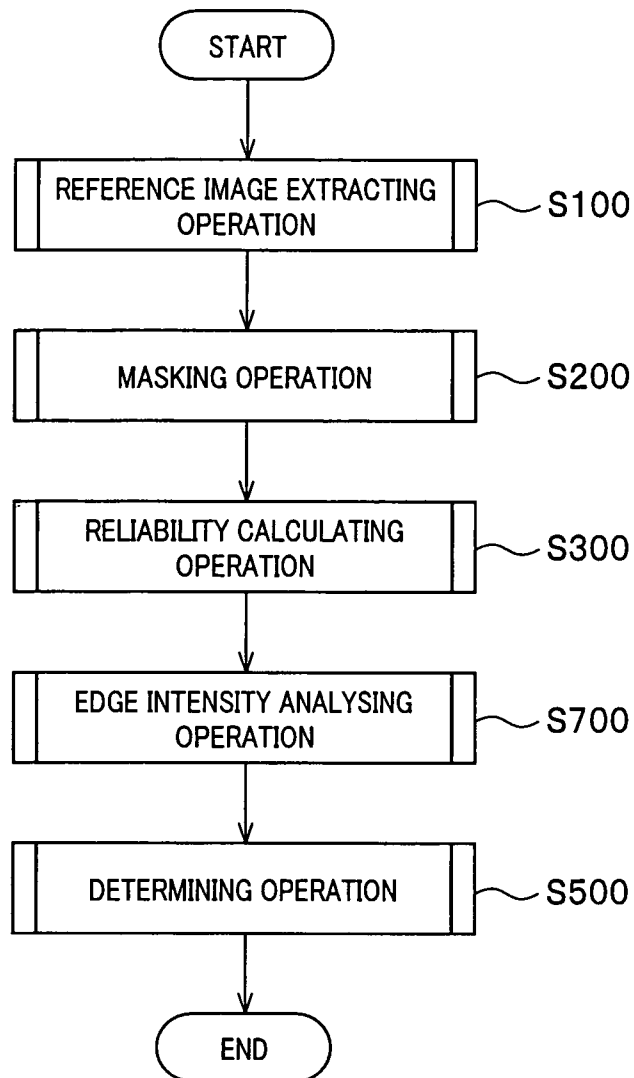 START
REFERENCE IMAGE EXTRACTING
OPERATION
S100
MASKING OPERATION
S200
RELIABILITY CALCULATING
OPERATION
S300
EDGE INTENSITY ANALYSING
OPERATION
S700
DETERMINING OPERATION
S500
END